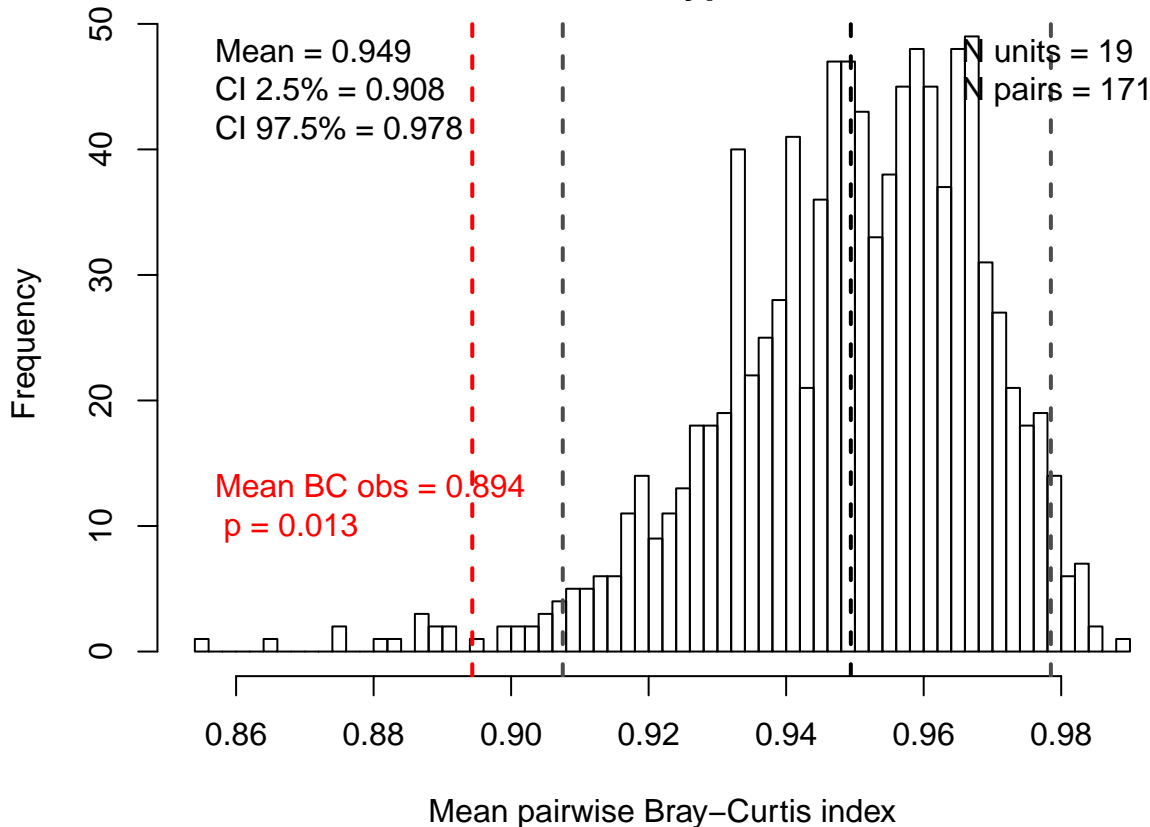 Mean = 0.949
CI 2.5% = 0.908
CI 97.5% = 0.978
N units = 19
N pairs = 171
Mean BC obs = 0.894
p = 0.013
Frequency
0
10
20
30
40
50
0.86
0.88
0.90
0.92
0.94
0.96
0.98
Mean pairwise Bray−Curtis index